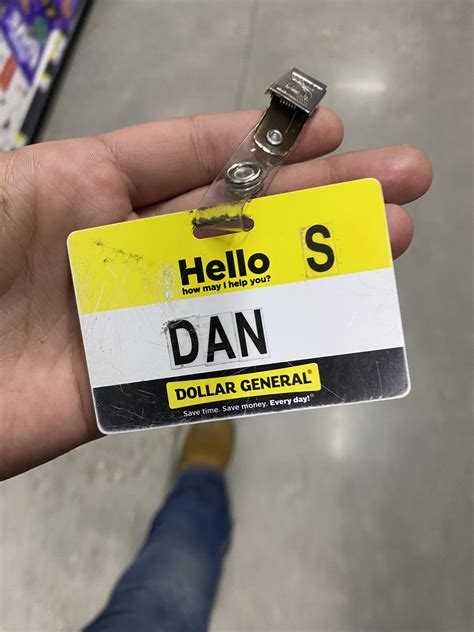 Hello S
how may I help you?
DAN
DOLLAR GENERAL®
Save time. Save money. Every day!®